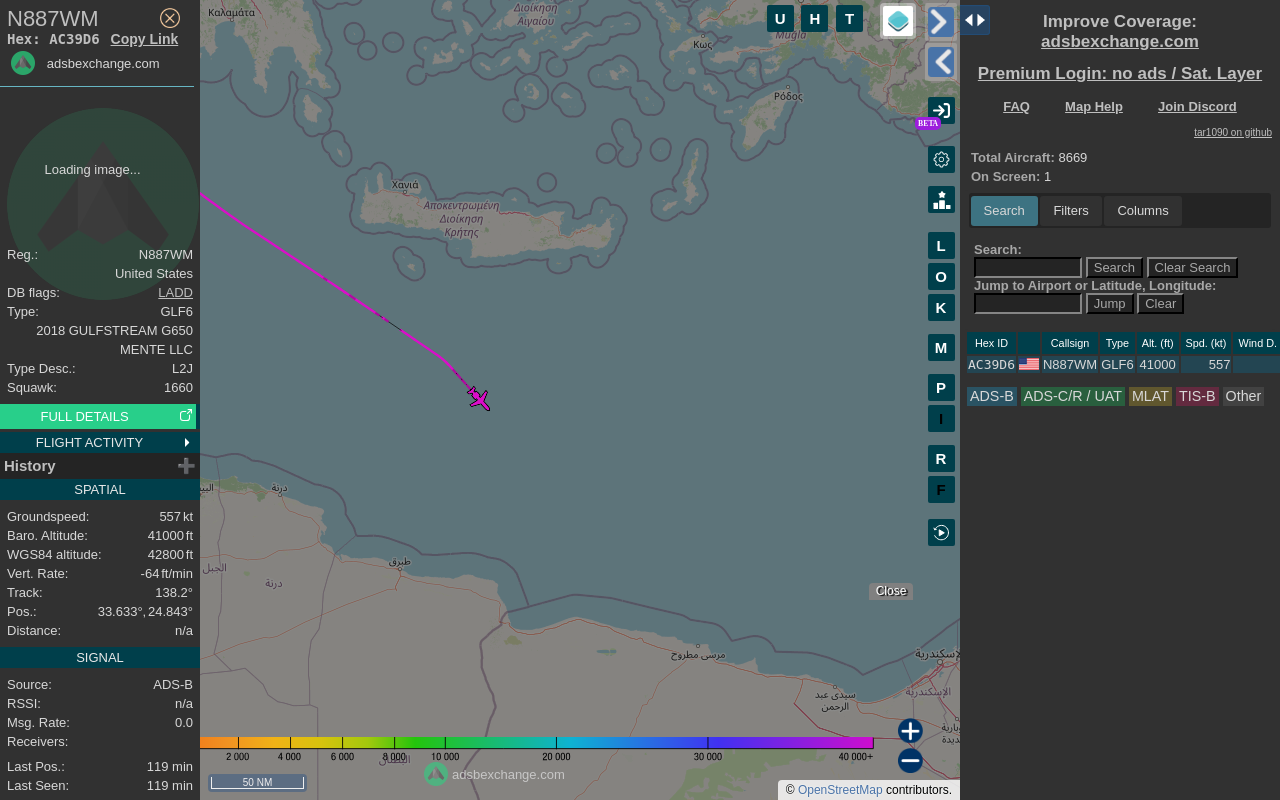 N887WM
Hex: AC39D6 Copy Link
adsbexchange.com
Loading image...
Reg.: N887WM
United States
DB flags: LADD
Type: GLF6
2018 GULFSTREAM G650
MENTE LLC
Type Desc.: L2J
Squawk: 1660
FULL DETAILS
FLIGHT ACTIVITY
History
SPATIAL
Groundspeed: 557 kt
Baro. Altitude: 41000 ft
WGS84 altitude: 42800 ft
Vert. Rate: -64 ft/min
Track: 138.2°
Pos.: 33.633°, 24.843°
Distance: n/a
SIGNAL
Source: ADS-B
RSSI: n/a
Msg. Rate: 0.0
Receivers:
Last Pos.: 119 min
Last Seen: 119 min
Καλαμάτα
Διοίκηση
Αιγαίου
Κως
Muğla
Ρόδος
Χανιά
Αποκεντρωμένη
Διοίκηση
Κρήτης
درنة
طبرق
الجبل
درنة
مرسى مطروح
سيدي عبد
الرحمن
الإسكندرية
U H T
BETA
L
O
K
M
P
I
R
F
Close
2 000 4 000 6 000 8 000 10 000 20 000 30 000 40 000+
50 NM
adsbexchange.com
© OpenStreetMap contributors.
Improve Coverage:
adsbexchange.com
Premium Login: no ads / Sat. Layer
FAQ Map Help Join Discord
tar1090 on github
Total Aircraft: 8669
On Screen: 1
Search Filters Columns
Search:
Search Clear Search
Jump to Airport or Latitude, Longitude:
Jump Clear
Hex ID Callsign Type Alt. (ft) Spd. (kt) Wind D.
AC39D6 N887WM GLF6 41000 557
ADS-B ADS-C/R / UAT MLAT TIS-B Other